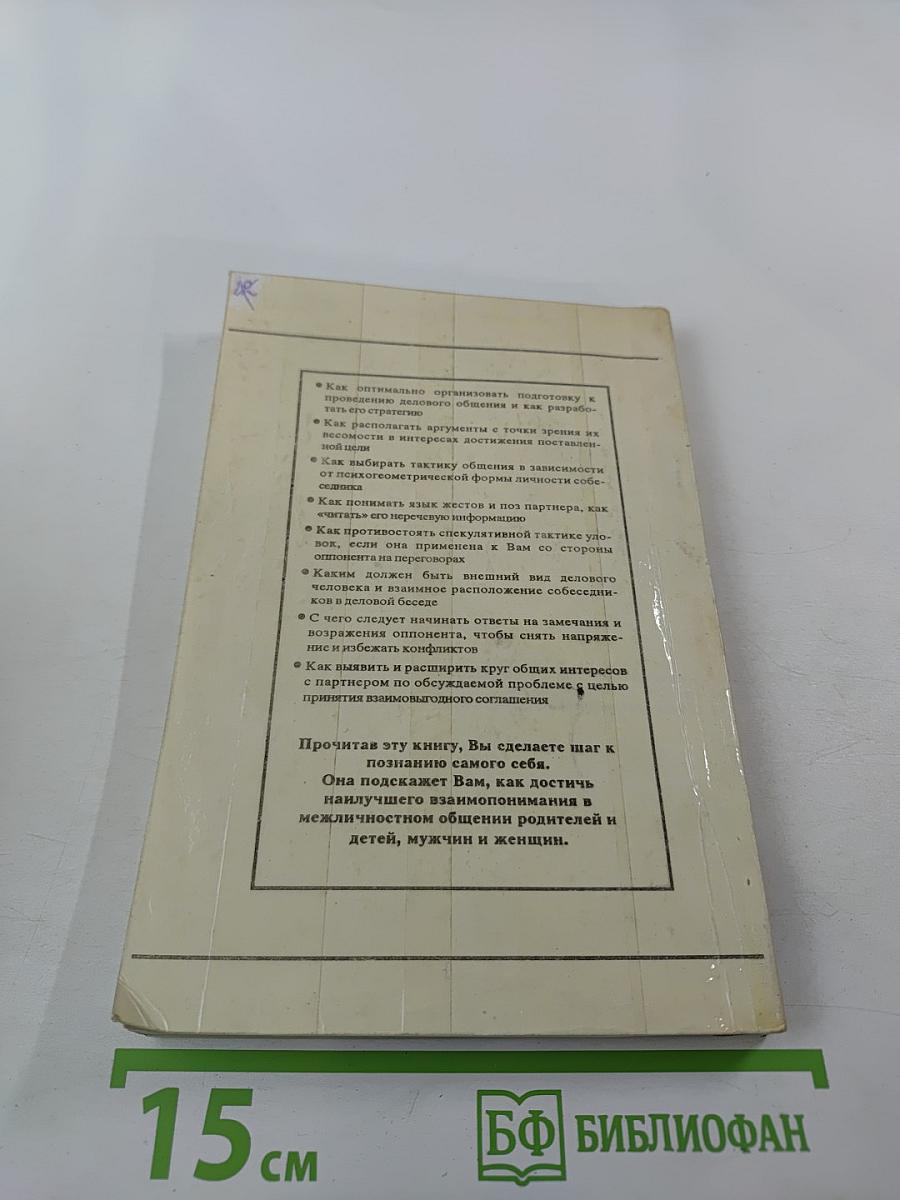 • Как оптимально организовать подготовку к
проведению делового общения и как разрабо-
тать его стратегию
• Как располагать аргументы с точки зрения их
весомости в интересах достижения поставлен-
ной цели
• Как выбирать тактику общения в зависимости
от психогеометрической формы личности собе-
седника
• Как понимать язык жестов и поз партнера, как
«читать» его неречевую информацию
• Как противостоять спекулятивной тактике уло-
вок, если она применена к Вам со стороны
оппонента на переговорах
• Каким должен быть внешний вид делового
человека и взаимное расположение собеседни-
ков в деловой беседе
• С чего следует начинать ответы на замечания и
возражения оппонента, чтобы снять напряже-
ние и избежать конфликтов
• Как выявить и расширить круг общих интересов
с партнером по обсуждаемой проблеме с целью
принятия взаимовыгодного соглашения
Прочитав эту книгу, Вы сделаете шаг к
познанию самого себя.
Она подскажет Вам, как достичь
наилучшего взаимопонимания в
межличностном общении родителей и
детей, мужчин и женщин.
15 см
БФ БИБЛИОФАН